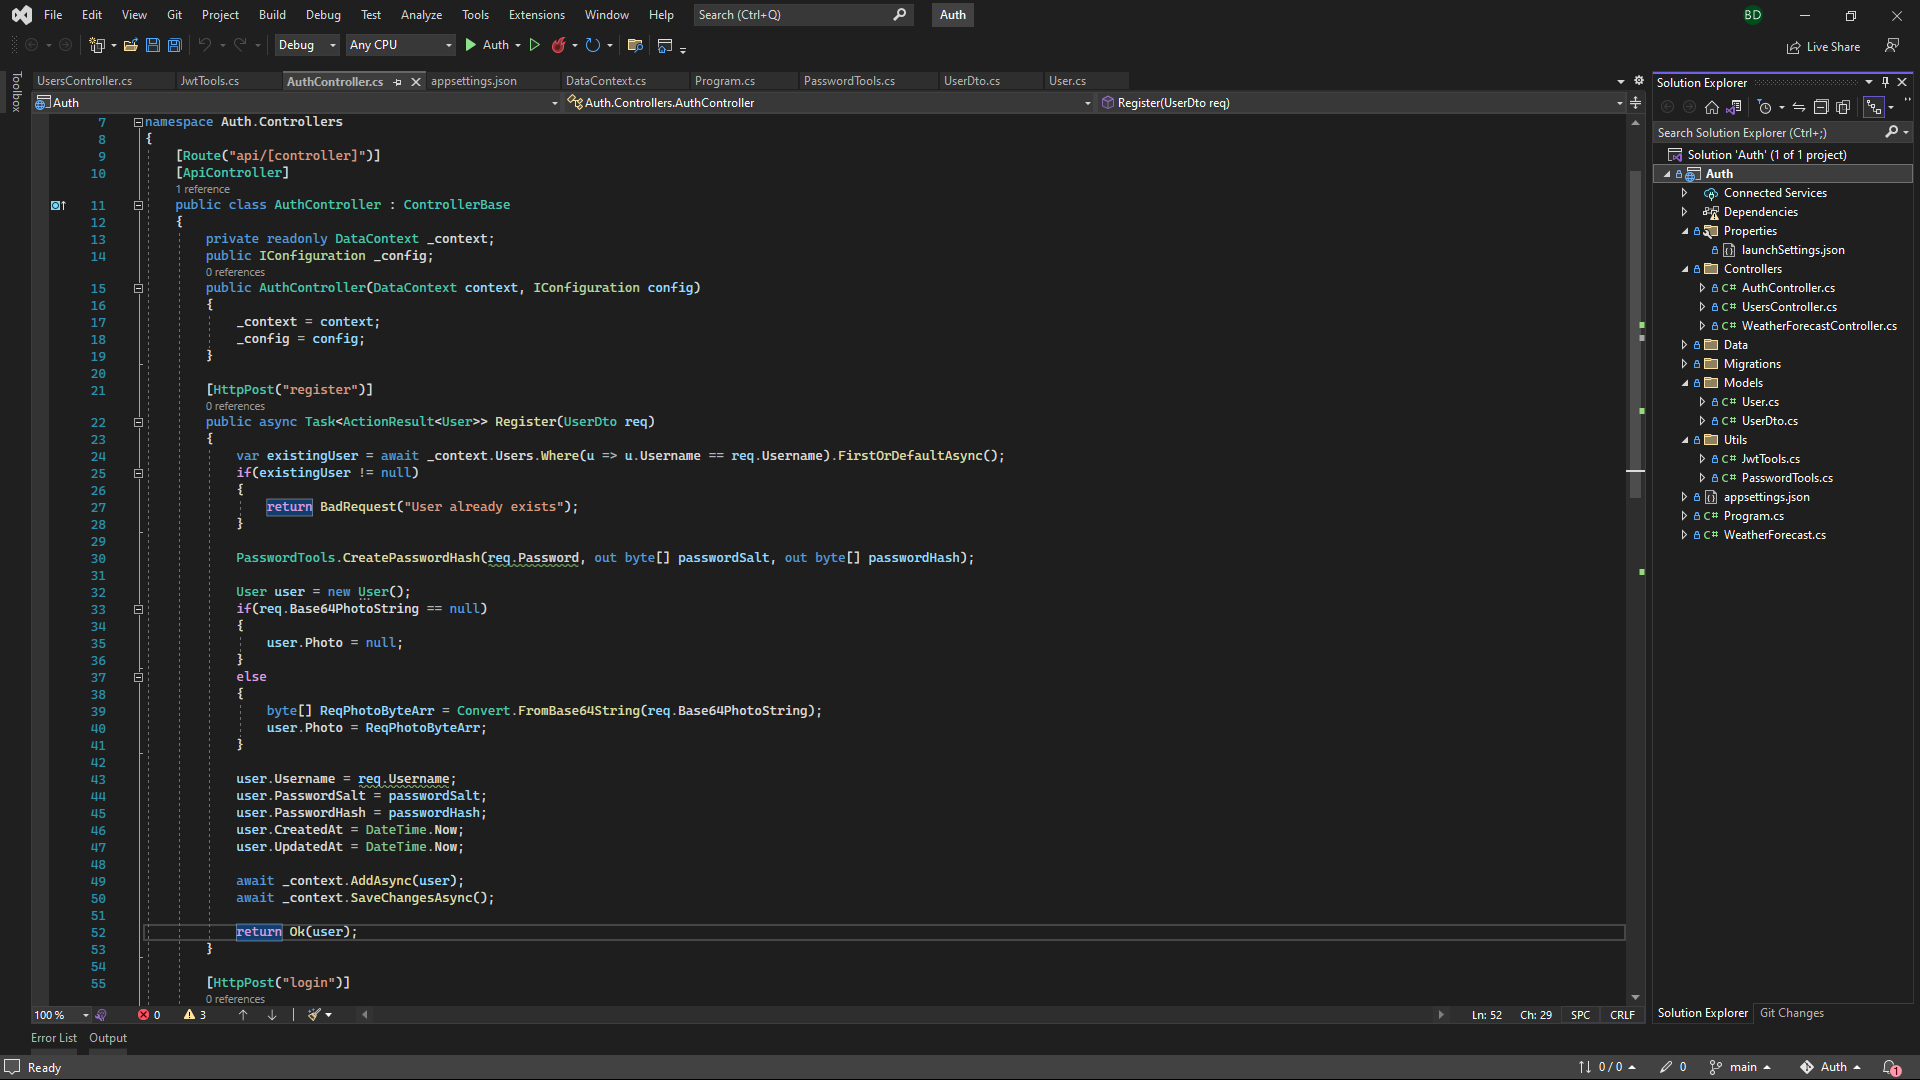 File Edit View Git Project Build Debug Test Analyze Tools Extensions Window Help Search (Ctrl+Q) Auth BD
Debug Any CPU Auth Live Share
Toolbox
UsersController.cs JwtTools.cs AuthController.cs appsettings.json DataContext.cs Program.cs PasswordTools.cs UserDto.cs User.cs
Auth Auth.Controllers.AuthController Register(UserDto req)
7 namespace Auth.Controllers
8 {
9 [Route("api/[controller]")]
10 [ApiController]
1 reference
11 public class AuthController : ControllerBase
12 {
13 private readonly DataContext _context;
14 public IConfiguration _config;
0 references
15 public AuthController(DataContext context, IConfiguration config)
16 {
17 _context = context;
18 _config = config;
19 }
20
21 [HttpPost("register")]
0 references
22 public async Task<ActionResult<User>> Register(UserDto req)
23 {
24 var existingUser = await _context.Users.Where(u => u.Username == req.Username).FirstOrDefaultAsync();
25 if(existingUser != null)
26 {
27 return BadRequest("User already exists");
28 }
29
30 PasswordTools.CreatePasswordHash(req.Password, out byte[] passwordSalt, out byte[] passwordHash);
31
32 User user = new User();
33 if(req.Base64PhotoString == null)
34 {
35 user.Photo = null;
36 }
37 else
38 {
39 byte[] ReqPhotoByteArr = Convert.FromBase64String(req.Base64PhotoString);
40 user.Photo = ReqPhotoByteArr;
41 }
42
43 user.Username = req.Username;
44 user.PasswordSalt = passwordSalt;
45 user.PasswordHash = passwordHash;
46 user.CreatedAt = DateTime.Now;
47 user.UpdatedAt = DateTime.Now;
48
49 await _context.AddAsync(user);
50 await _context.SaveChangesAsync();
51
52 return Ok(user);
53 }
54
55 [HttpPost("login")]
0 references
100 % 0 3 Ln: 52 Ch: 29 SPC CRLF
Error List Output
Solution Explorer
Search Solution Explorer (Ctrl+;)
Solution 'Auth' (1 of 1 project)
Auth
Connected Services
Dependencies
Properties
launchSettings.json
Controllers
C# AuthController.cs
C# UsersController.cs
C# WeatherForecastController.cs
Data
Migrations
Models
C# User.cs
C# UserDto.cs
Utils
C# JwtTools.cs
C# PasswordTools.cs
appsettings.json
C# Program.cs
C# WeatherForecast.cs
Solution Explorer Git Changes
Ready 0 / 0 0 main Auth 1